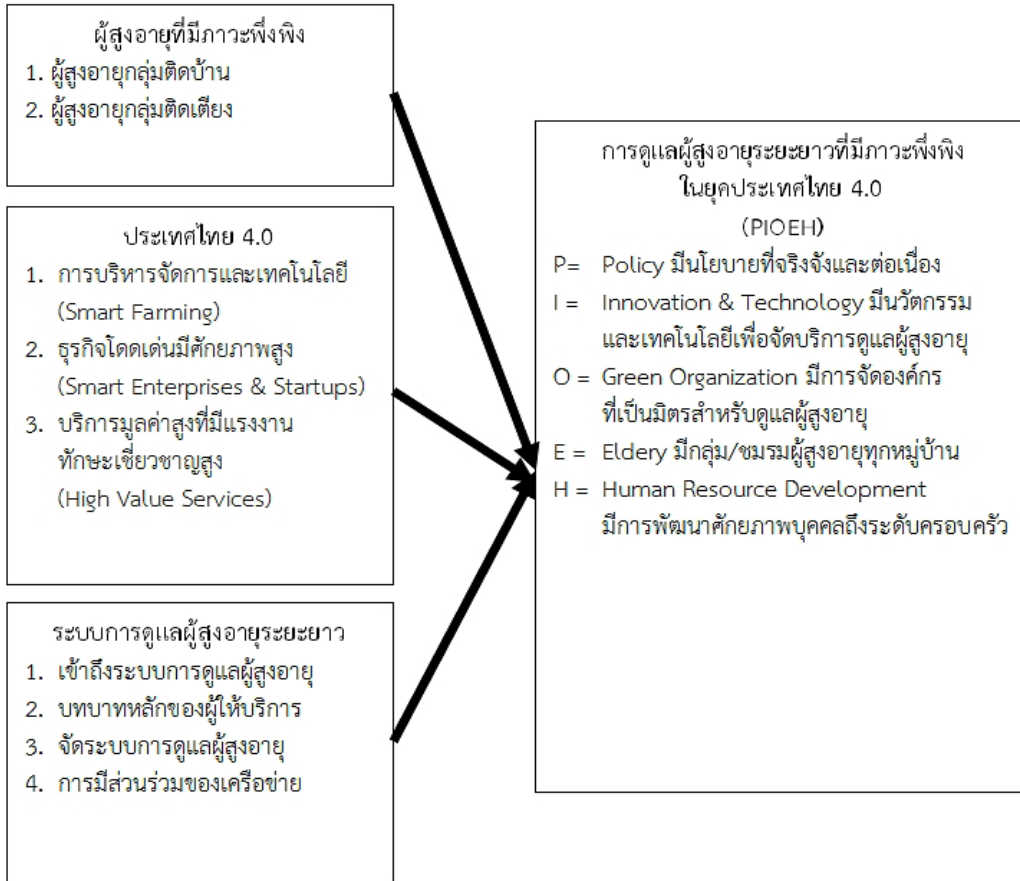 ผู้สูงอายุที่มีภาวะพึ่งพิง
1. ผู้สูงอายุกลุ่มติดบ้าน
2. ผู้สูงอายุกลุ่มติดเตียง
ประเทศไทย 4.0
1. การบริหารจัดการและเทคโนโลยี
(Smart Farming)
2. ธุรกิจโดดเด่นมีศักยภาพสูง
(Smart Enterprises & Startups)
3. บริการมูลค่าสูงที่มีแรงงาน
ทักษะเชี่ยวชาญสูง
(High Value Services)
ระบบการดูแลผู้สูงอายุระยะยาว
1. เข้าถึงระบบการดูแลผู้สูงอายุ
2. บทบาทหลักของผู้ให้บริการ
3. จัดระบบการดูแลผู้สูงอายุ
4. การมีส่วนร่วมของเครือข่าย
การดูแลผู้สูงอายุระยะยาวที่มีภาวะพึ่งพิง
ในยุคประเทศไทย 4.0
(PIOEH)
P= Policy มีนโยบายที่จริงจังและต่อเนื่อง
I = Innovation & Technology มีนวัตกรรม
และเทคโนโลยีเพื่อจัดบริการดูแลผู้สูงอายุ
O = Green Organization มีการจัดองค์กร
ที่เป็นมิตรสำหรับดูแลผู้สูงอายุ
E = Eldery มีกลุ่ม/ชมรมผู้สูงอายุทุกหมู่บ้าน
H = Human Resource Development
มีการพัฒนาศักยภาพบุคคลถึงระดับครอบครัว